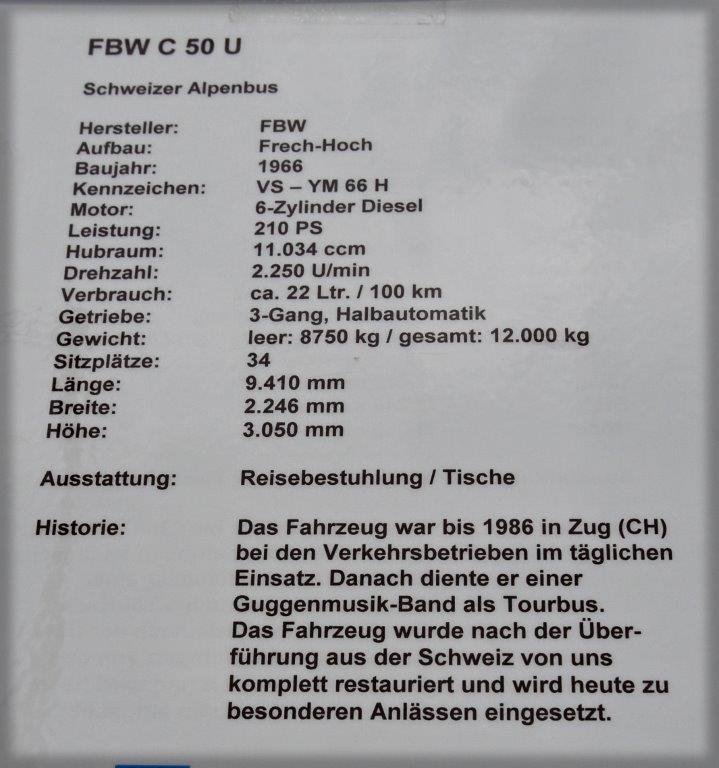 FBW C 50 U
Schweizer Alpenbus
Hersteller: FBW
Aufbau: Frech-Hoch
Baujahr: 1966
Kennzeichen: VS – YM 66 H
Motor: 6-Zylinder Diesel
Leistung: 210 PS
Hubraum: 11.034 ccm
Drehzahl: 2.250 U/min
Verbrauch: ca. 22 Ltr. / 100 km
Getriebe: 3-Gang, Halbautomatik
Gewicht: leer: 8750 kg / gesamt: 12.000 kg
Sitzplätze: 34
Länge: 9.410 mm
Breite: 2.246 mm
Höhe: 3.050 mm
Ausstattung: Reisebestuhlung / Tische
Historie: Das Fahrzeug war bis 1986 in Zug (CH)
bei den Verkehrsbetrieben im täglichen
Einsatz. Danach diente er einer
Guggenmusik-Band als Tourbus.
Das Fahrzeug wurde nach der Über-
führung aus der Schweiz von uns
komplett restauriert und wird heute zu
besonderen Anlässen eingesetzt.